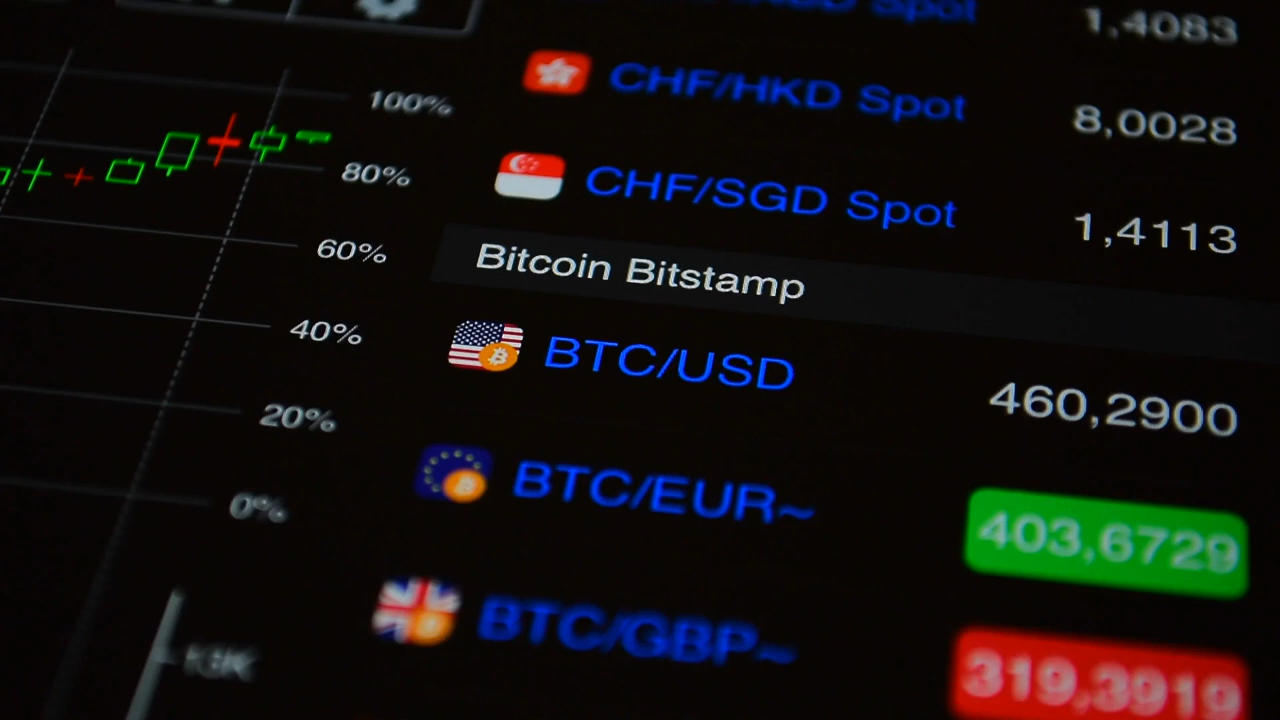 Spot 1,4083
100% CHF/HKD Spot 8,0028
80% CHF/SGD Spot 1,4113
60% Bitcoin Bitstamp
40% BTC/USD 460,2900
20% BTC/EUR~ 403,6729
0% BTC/GBP~ 319,3919